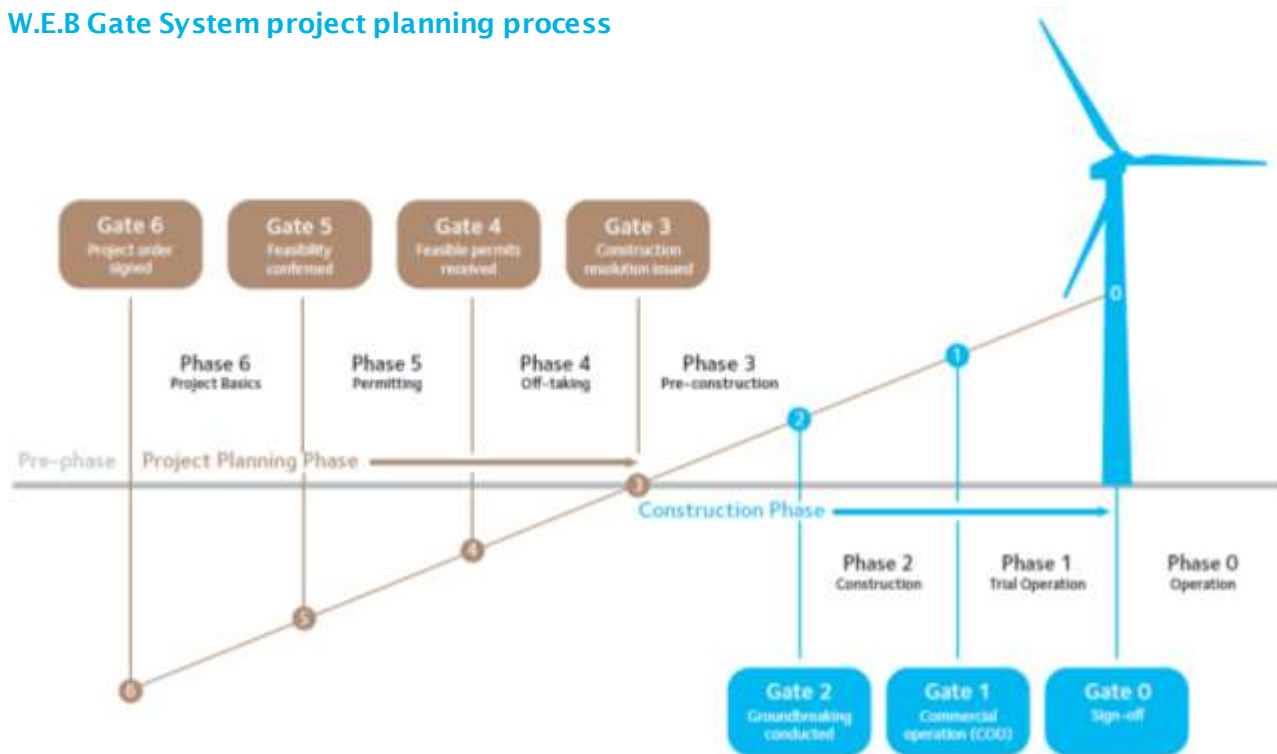 W.E.B Gate System project planning process
Gate 6
Project order
signed
Gate 5
Feasibility
confirmed
Gate 4
Feasible permits
received
Gate 3
Construction
resolution issued
Phase 6
Project Basics
Phase 5
Permitting
Phase 4
Off-taking
Phase 3
Pre-construction
0
1
2
Pre-phase
Project Planning Phase
3
Construction Phase
4
5
6
Phase 2
Construction
Phase 1
Trial Operation
Phase 0
Operation
Gate 2
Groundbreaking
conducted
Gate 1
Commercial
operation (COD)
Gate 0
Sign-off